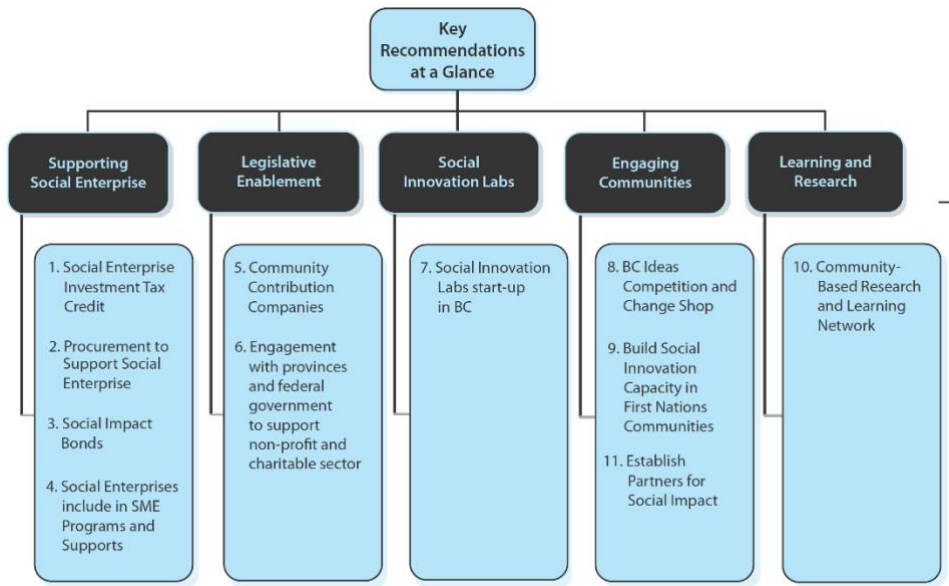 Key
Recommendations
at a Glance
Supporting
Social Enterprise
Legislative
Enablement
Social
Innovation Labs
Engaging
Communities
Learning and
Research
1. Social Enterprise
Investment Tax
Credit
2. Procurement to
Support Social
Enterprise
3. Social Impact
Bonds
4. Social Enterprises
include in SME
Programs and
Supports
5. Community
Contribution
Companies
6. Engagement
with provinces
and federal
government
to support
non-profit and
charitable sector
7. Social Innovation
Labs start-up
in BC
8. BC Ideas
Competition and
Change Shop
9. Build Social
Innovation
Capacity in
First Nations
Communities
11. Establish
Partners for
Social Impact
10. Community-
Based Research
and Learning
Network